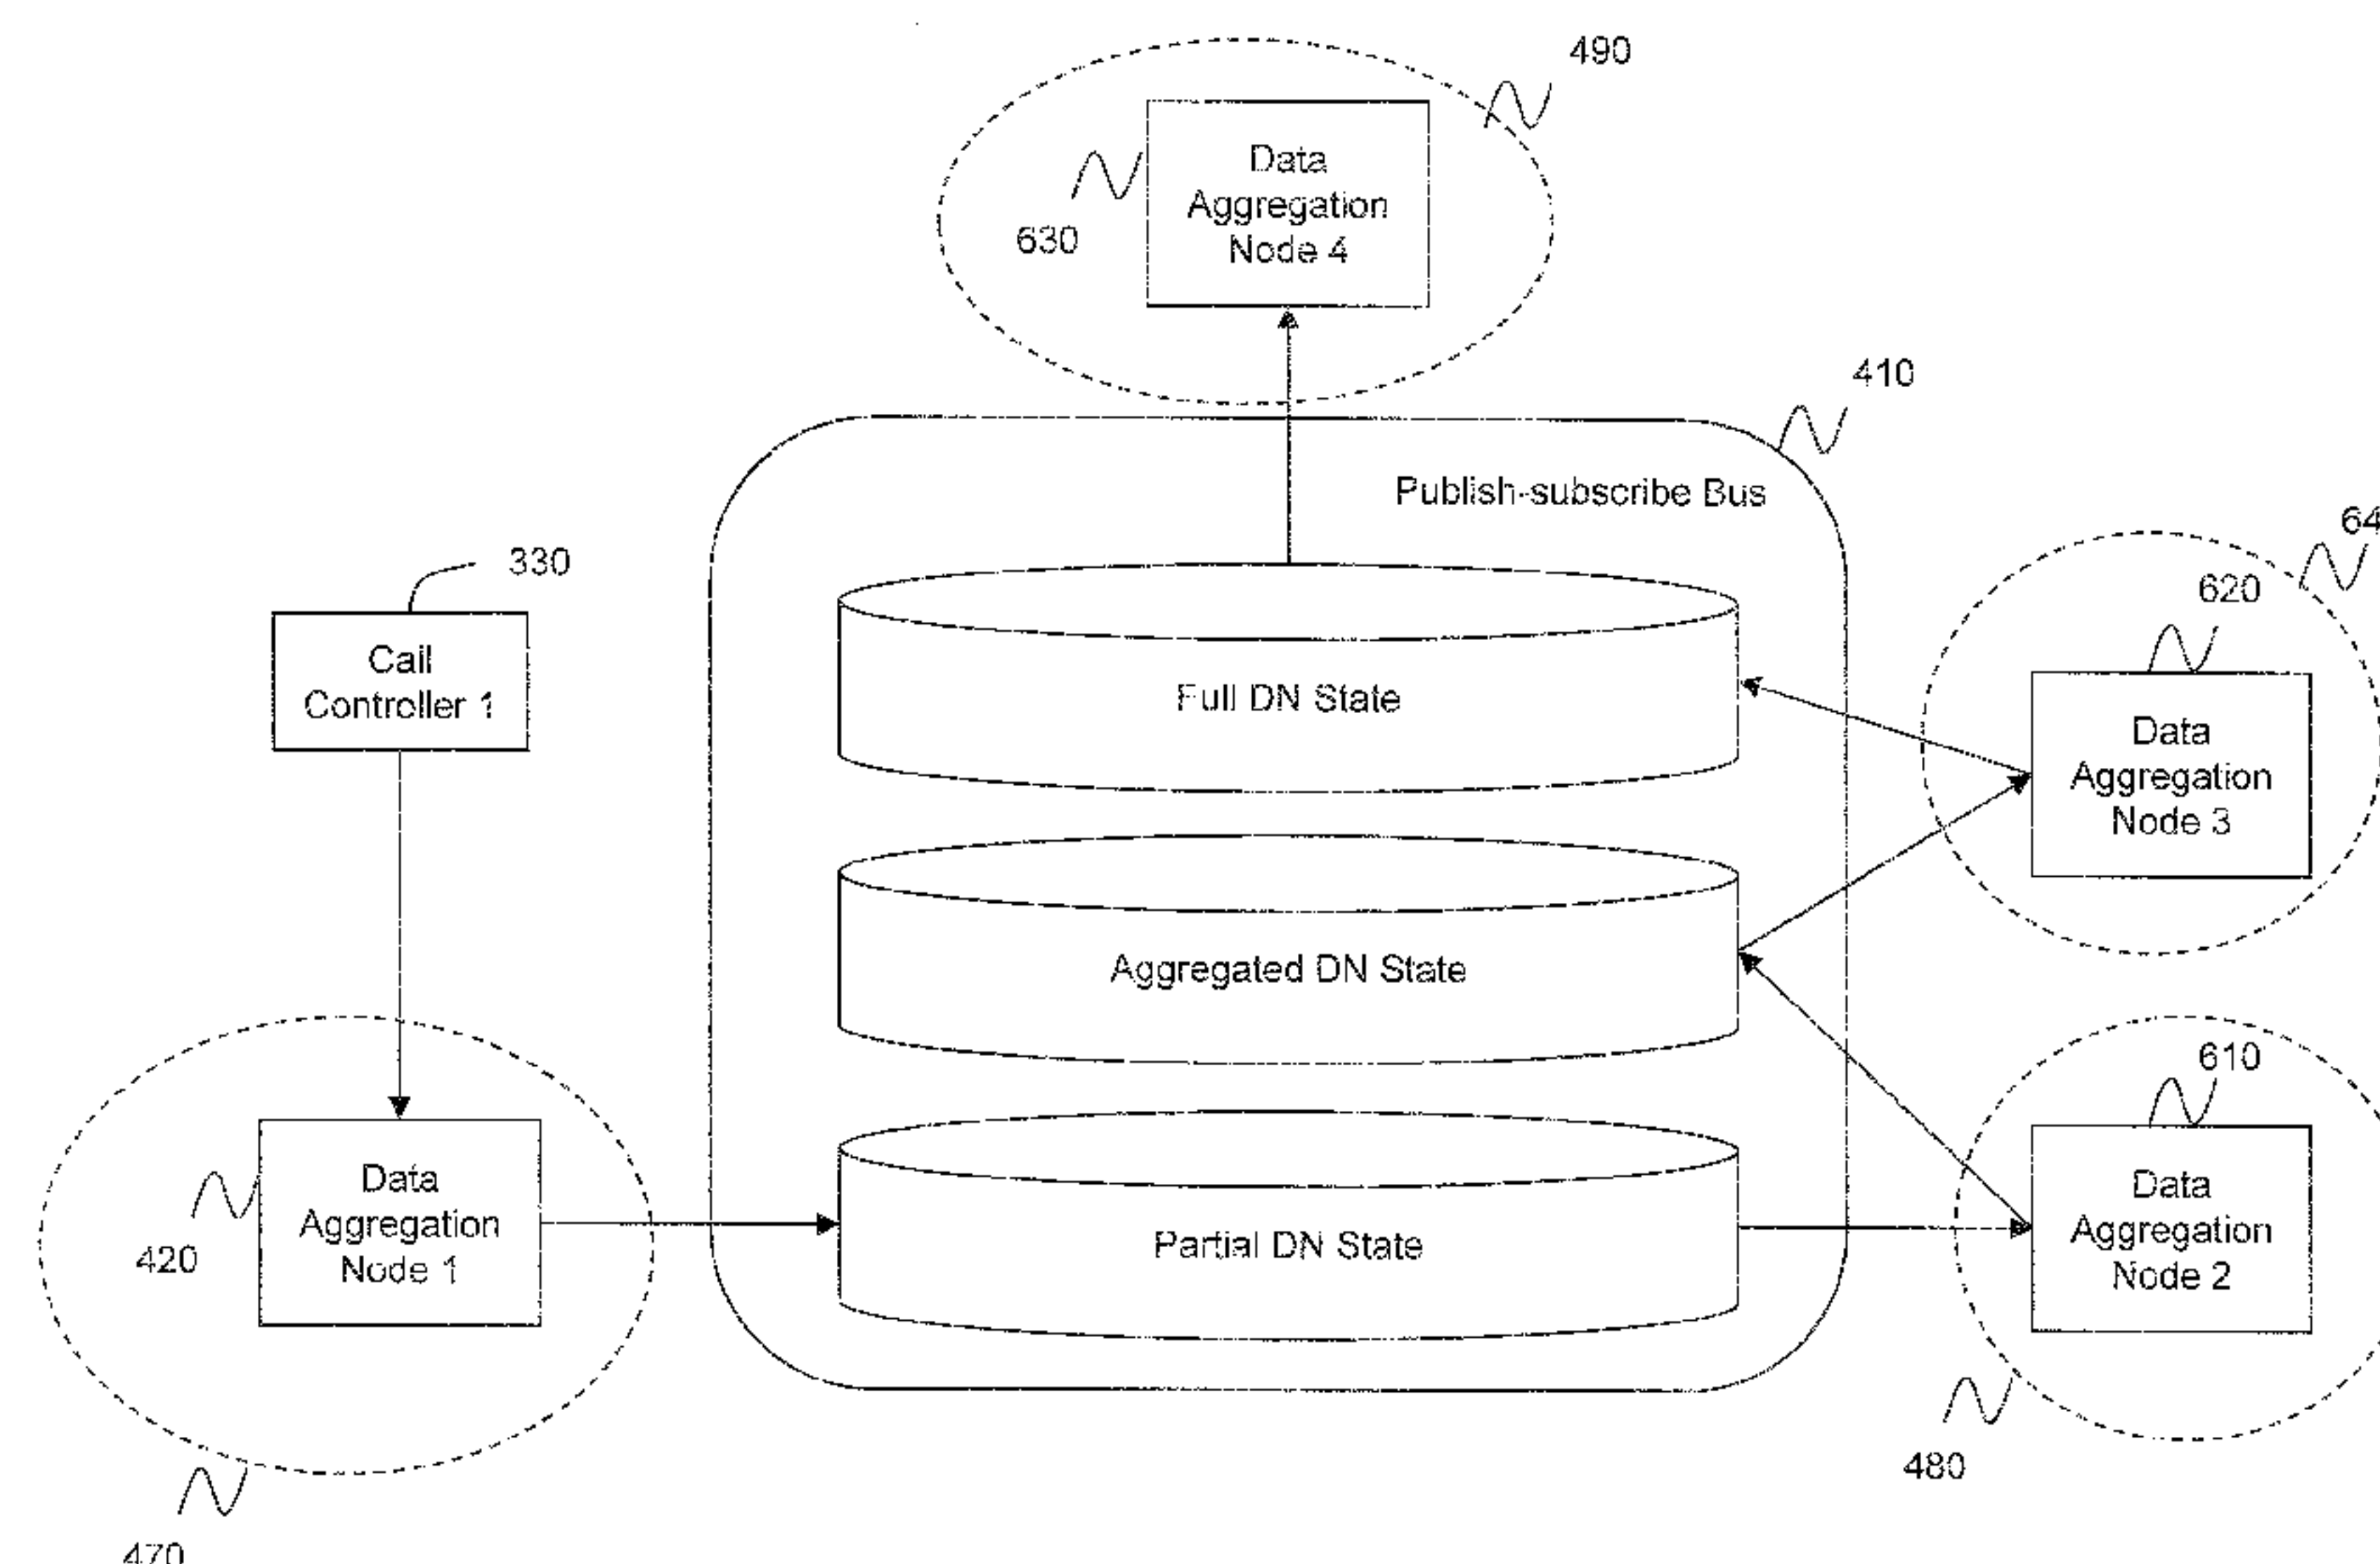 490
Data
Aggregation
Node 4
630
410
Publish-subscribe Bus
330
Call
Controller 1
64
620
Full DN State
Data
Aggregation
Node 3
Aggregated DN State
610
Data
Aggregation
Node 1
420
Partial DN State
Data
Aggregation
Node 2
480
470